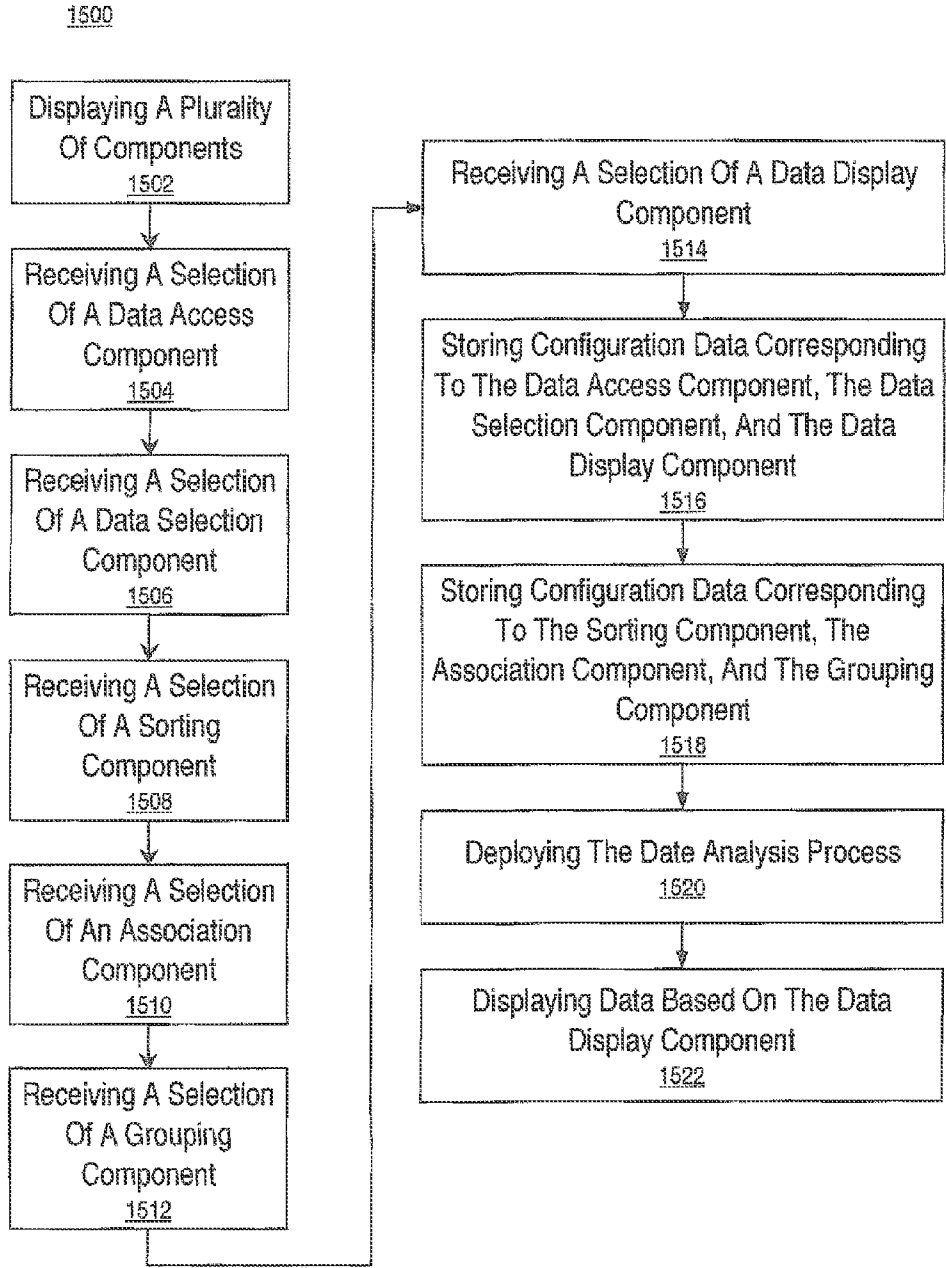 1500
Displaying A Plurality
Of Components
1502
Receiving A Selection
Of A Data Access
Component
1504
Receiving A Selection
Of A Data Selection
Component
1506
Receiving A Selection
Of A Sorting
Component
1508
Receiving A Selection
Of An Association
Component
1510
Receiving A Selection
Of A Grouping
Component
1512
Receiving A Selection Of A Data Display
Component
1514
Storing Configuration Data Corresponding
To The Data Access Component, The Data
Selection Component, And The Data
Display Component
1516
Storing Configuration Data Corresponding
To The Sorting Component, The
Association Component, And The Grouping
Component
1518
Deploying The Date Analysis Process
1520
Displaying Data Based On The Data
Display Component
1522